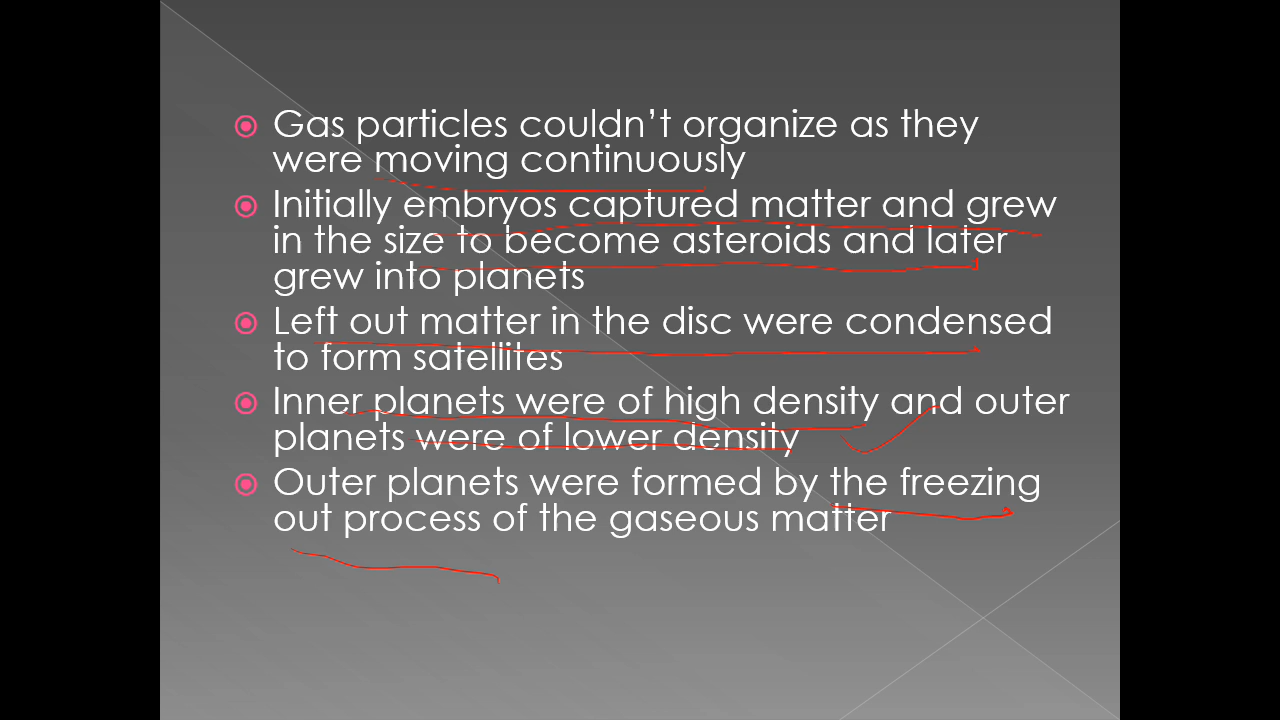 Gas particles couldn’t organize as they
were moving continuously
Initially embryos captured matter and grew
in the size to become asteroids and later
grew into planets
Left out matter in the disc were condensed
to form satellites
Inner planets were of high density and outer
planets were of lower density
Outer planets were formed by the freezing
out process of the gaseous matter